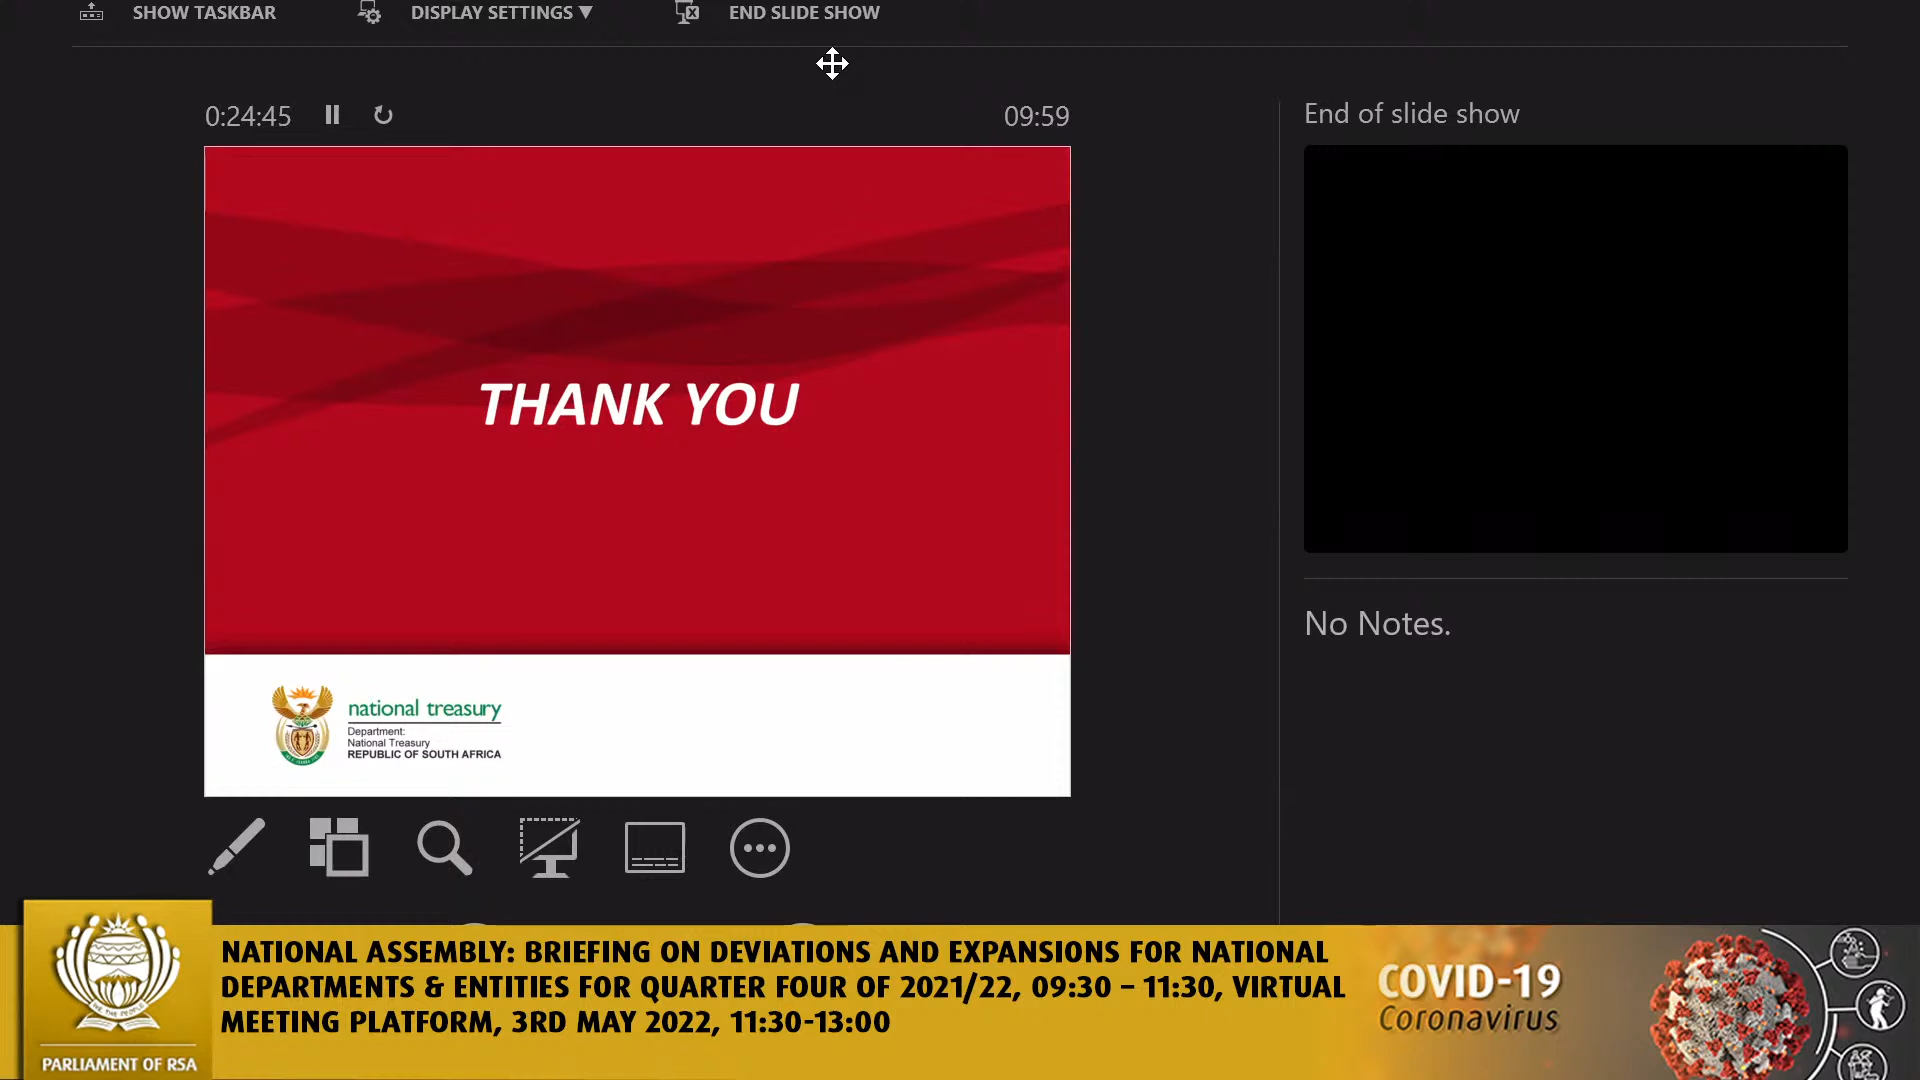 SHOW TASKBAR
DISPLAY SETTINGS ▼
END SLIDE SHOW
0:24:45
09:59
End of slide show
THANK YOU
No Notes.
national treasury
Department:
National Treasury
REPUBLIC OF SOUTH AFRICA
NATIONAL ASSEMBLY: BRIEFING ON DEVIATIONS AND EXPANSIONS FOR NATIONAL
DEPARTMENTS & ENTITIES FOR QUARTER FOUR OF 2021/22, 09:30 – 11:30, VIRTUAL
MEETING PLATFORM, 3RD MAY 2022, 11:30-13:00
PARLIAMENT OF RSA
COVID-19
Coronavirus